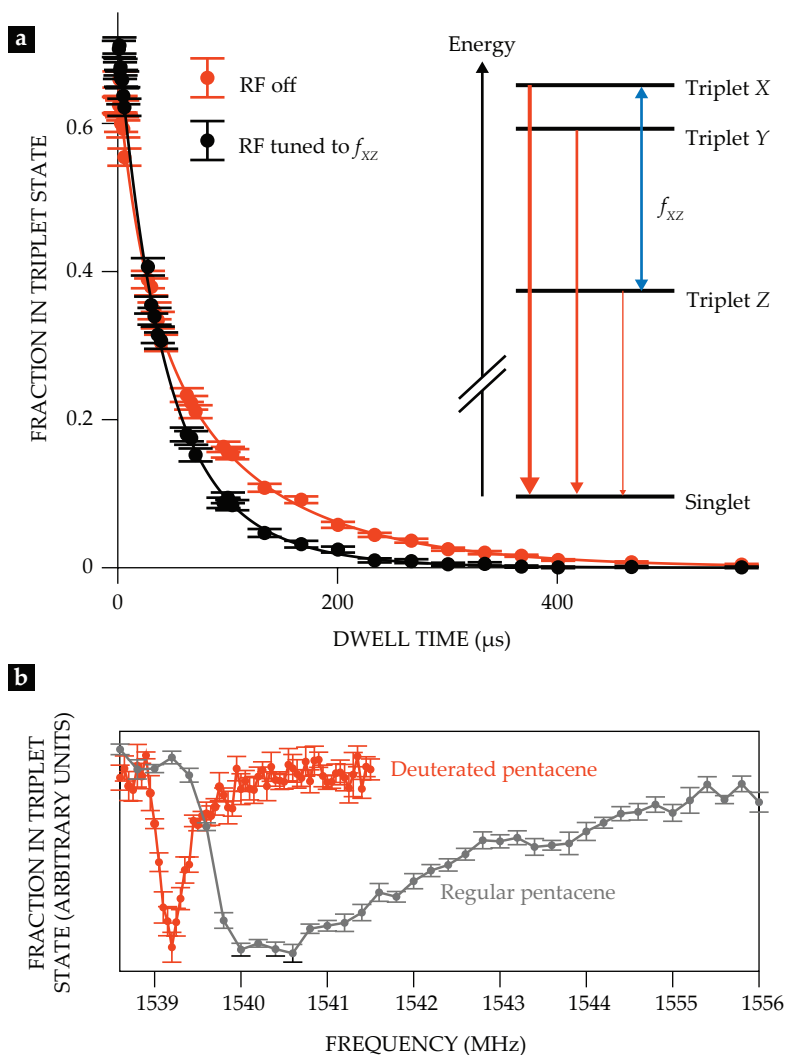 a
FRACTION IN TRIPLET STATE
0.6
0.4
0.2
0
0
200
400
DWELL TIME (µs)
RF off
RF tuned to fXZ
Energy
Triplet X
Triplet Y
fXZ
Triplet Z
Singlet
b
FRACTION IN TRIPLET
STATE (ARBITRARY UNITS)
Deuterated pentacene
Regular pentacene
1539
1540
1541
1542
1543
1544
1555
1556
FREQUENCY (MHz)